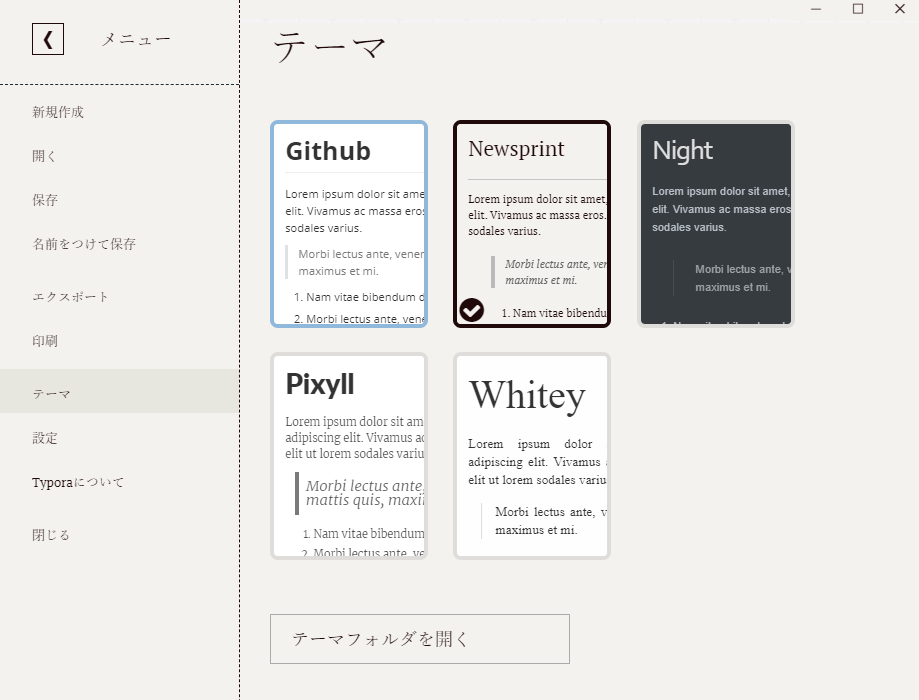 メニュー
新規作成
開く
保存
名前をつけて保存
エクスポート
印刷
テーマ
設定
Typoraについて
閉じる
テーマ
Github
Lorem ipsum dolor sit ame
elit. Vivamus ac massa eros
sodales varius.
Morbi lectus ante, vene
maximus et mi.
1. Nam vitae bibendum
2. Morbi lectus ante, vene
Newsprint
Lorem ipsum dolor sit amet,
elit. Vivamus ac massa eros.
sodales varius.
Morbi lectus ante, ve
maximus et mi.
1. Nam vitae bibendu
Night
Lorem ipsum dolor sit amet,
elit. Vivamus ac massa eros
sodales varius.
Morbi lectus ante, v
maximus et mi.
Pixyll
Lorem ipsum dolor sit am
adipiscing elit. Vivamus a
elit ut lorem sodales variu
Morbi lectus ante,
mattis quis, maxi
1. Nam vitae bibendum
2. Morbi lectus ante, ve
Whitey
Lorem ipsum dolor
adipiscing elit. Vivamus
elit ut lorem sodales variu
Morbi lectus ante, v
maximus et mi.
テーマフォルダを開く